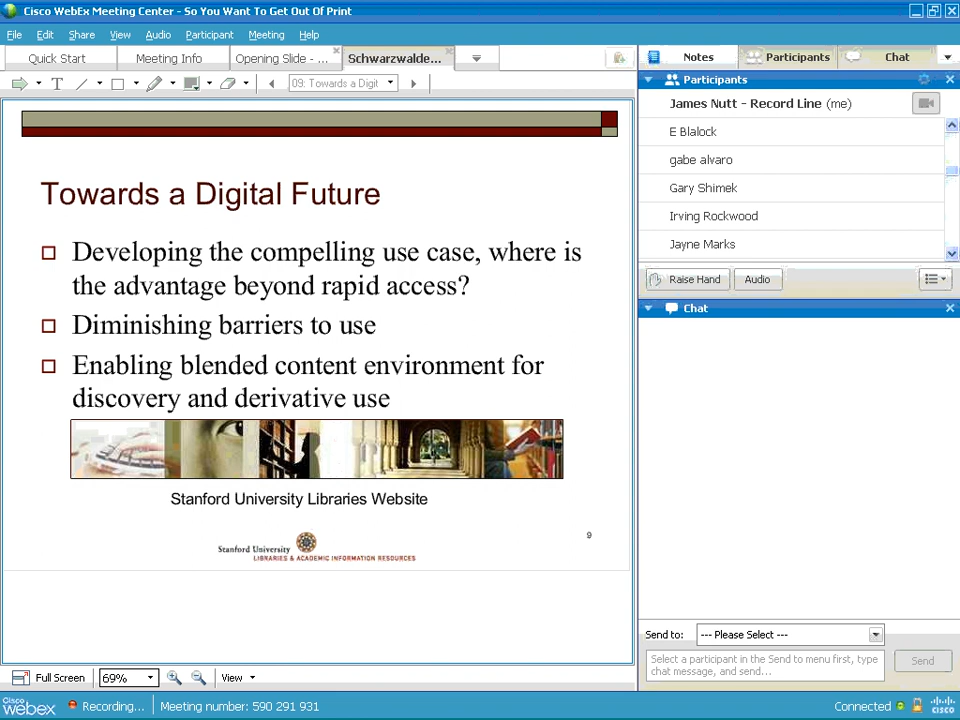 Cisco WebEx Meeting Center - So You Want To Get Out Of Print
File Edit Share View Audio Participant Meeting Help
Quick Start Meeting Info Opening Slide - ... Schwarzwalde...
Notes Participants Chat
T 09: Towards a Digit
Participants
James Nutt - Record Line (me)
E Blalock
gabe alvaro
Gary Shimek
Irving Rockwood
Jayne Marks
Raise Hand Audio
Chat
Towards a Digital Future
Developing the compelling use case, where is
the advantage beyond rapid access?
Diminishing barriers to use
Enabling blended content environment for
discovery and derivative use
Stanford University Libraries Website
9
Stanford University
LIBRARIES & ACADEMIC INFORMATION RESOURCES
Send to: --- Please Select ---
Select a participant in the Send to menu first, type
chat message, and send...
Send
Full Screen 69% View
Cisco
webex Recording... Meeting number: 590 291 931 Connected
cisco